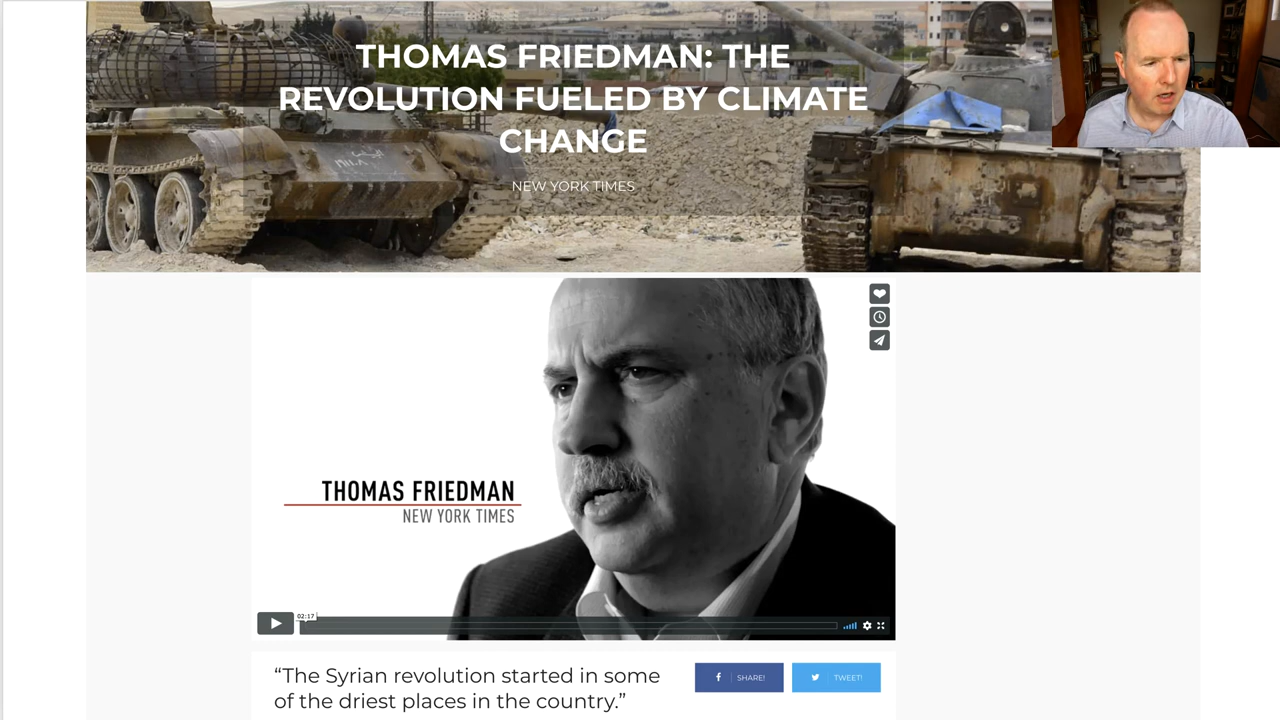 THOMAS FRIEDMAN: THE
REVOLUTION FUELED BY CLIMATE
CHANGE
NEW YORK TIMES
THOMAS FRIEDMAN
NEW YORK TIMES
02:17
“The Syrian revolution started in some
of the driest places in the country.”
SHARE!
TWEET!